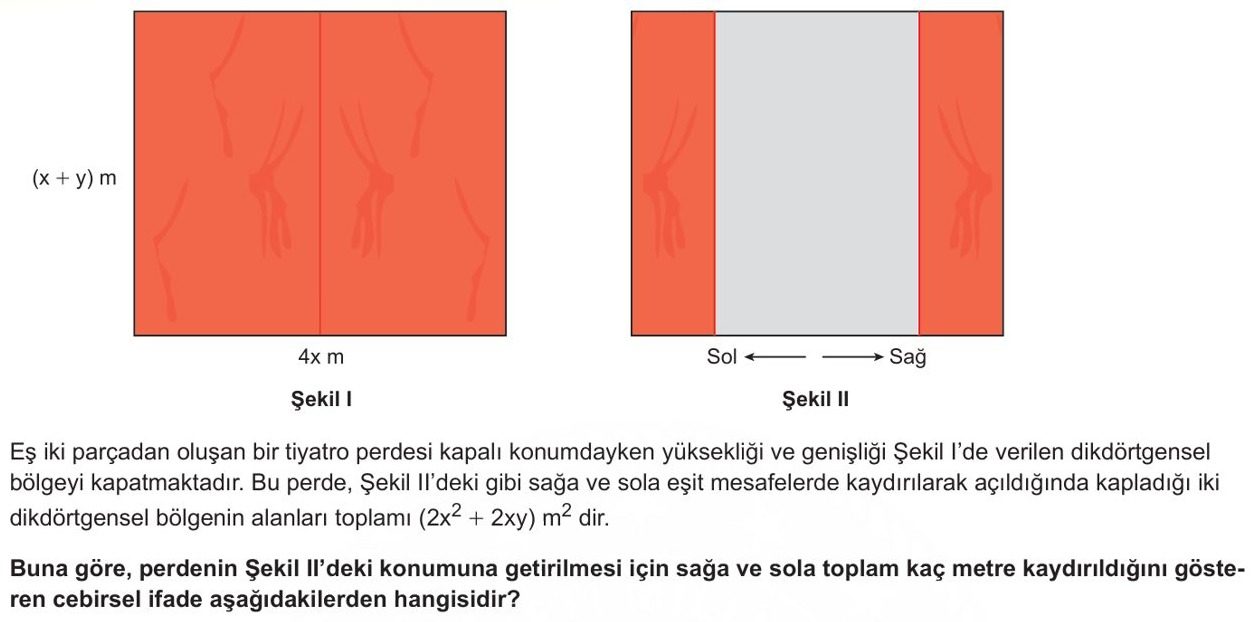 (x + y) m
4x m
Sol
Sağ
Şekil I
Şekil II
Eş iki parçadan oluşan bir tiyatro perdesi kapalı konumdayken yüksekliği ve genişliği Şekil I’de verilen dikdörtgensel
bölgeyi kapatmaktadır. Bu perde, Şekil II’deki gibi sağa ve sola eşit mesafelerde kaydırılarak açıldığında kapladığı iki
dikdörtgensel bölgenin alanları toplamı (2x² + 2xy) m² dir.
Buna göre, perdenin Şekil II’deki konumuna getirilmesi için sağa ve sola toplam kaç metre kaydırıldığını göste-
ren cebirsel ifade aşağıdakilerden hangisidir?